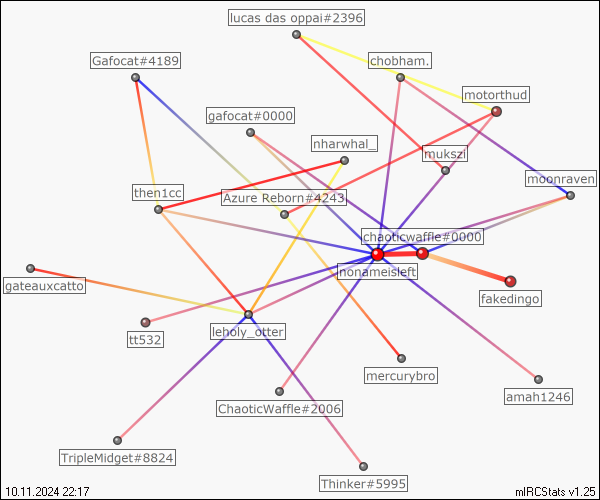 lucas das oppai#2396
Gafocat#4189
chobham.
motorthud
gafocat#0000
nharwhal_
mukszi
moonraven
then1cc
Azure Reborn#4243
chaoticwaffle#0000
nonameisleft
gateauxcatto
fakedingo
tt532
leholy_otter
mercurybro
amah1246
ChaoticWaffle#2006
TripleMidget#8824
Thinker#5995
10.11.2024 22:17
mIRCStats v1.25